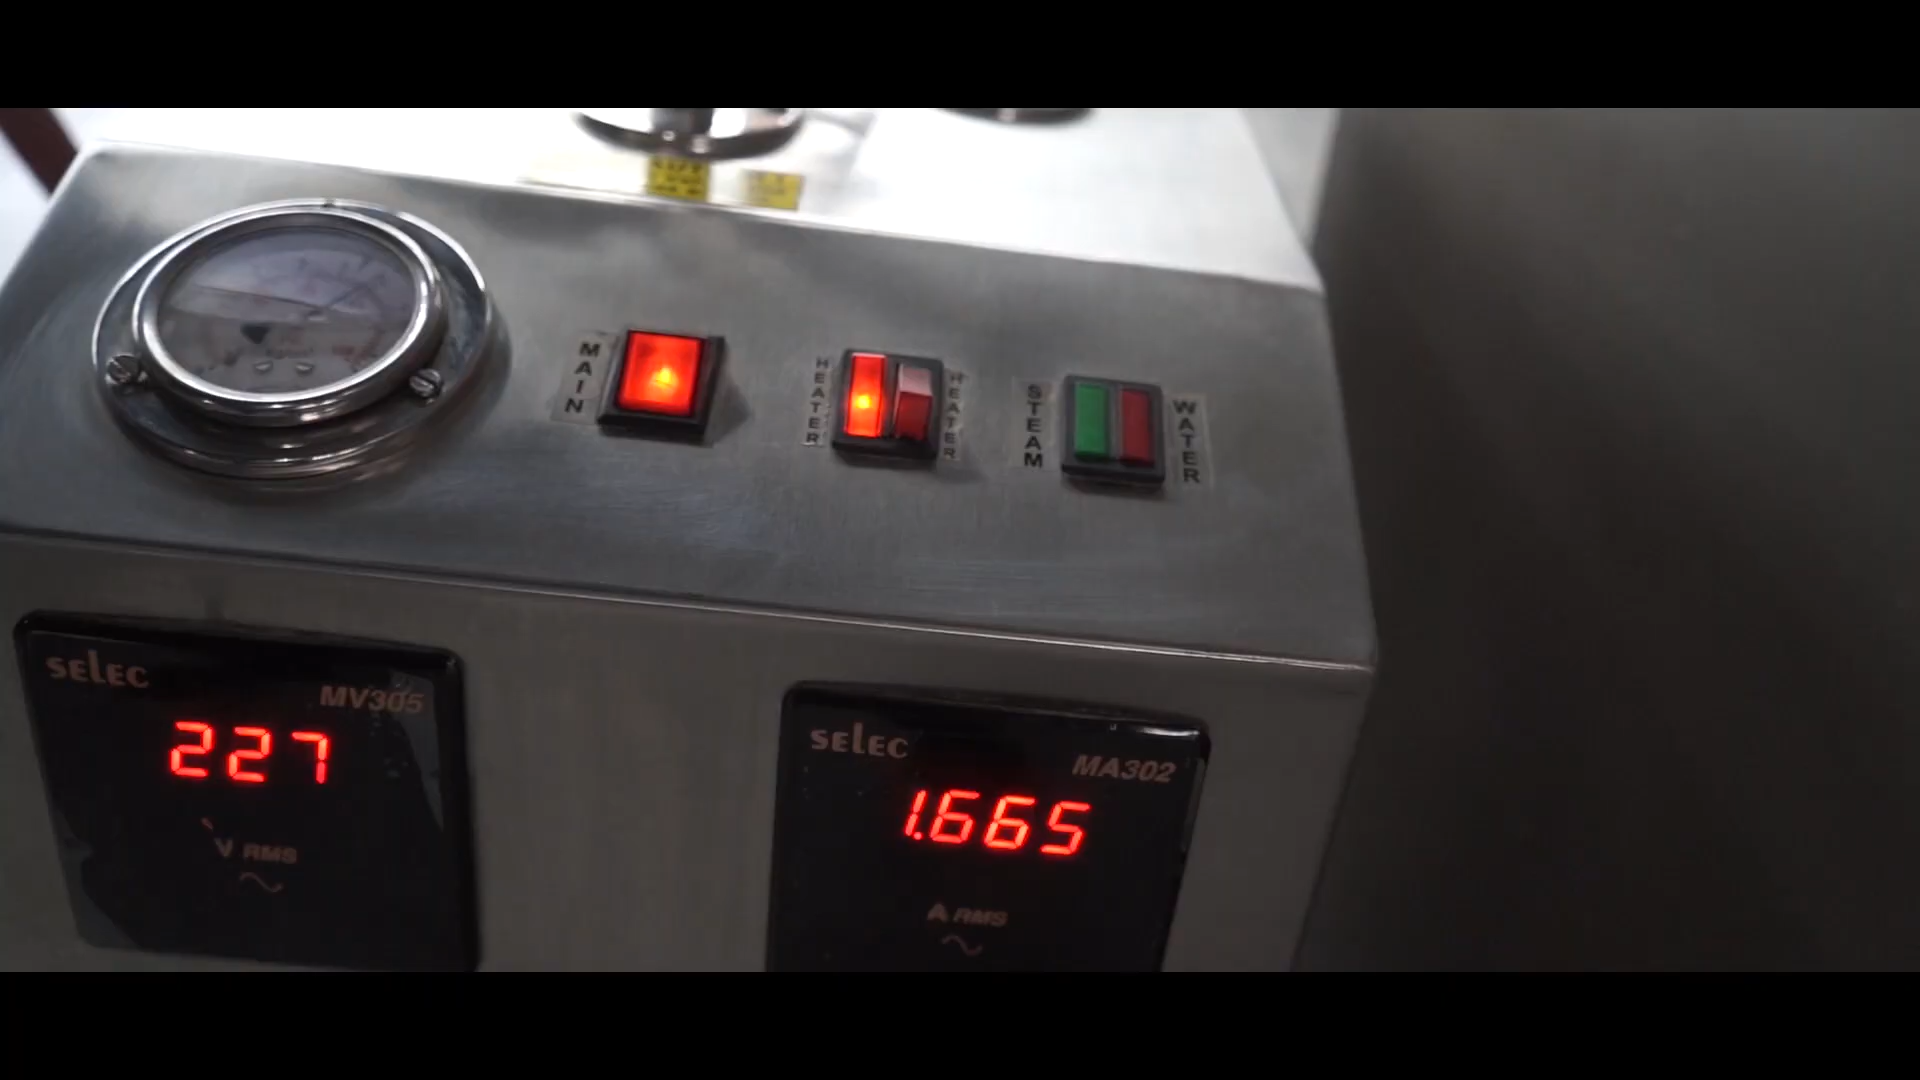 MAIN
HEATER
HEATER
STEAM
WATER
SELEC
MV305
227
V RMS
SELEC
MA302
1.665
A RMS